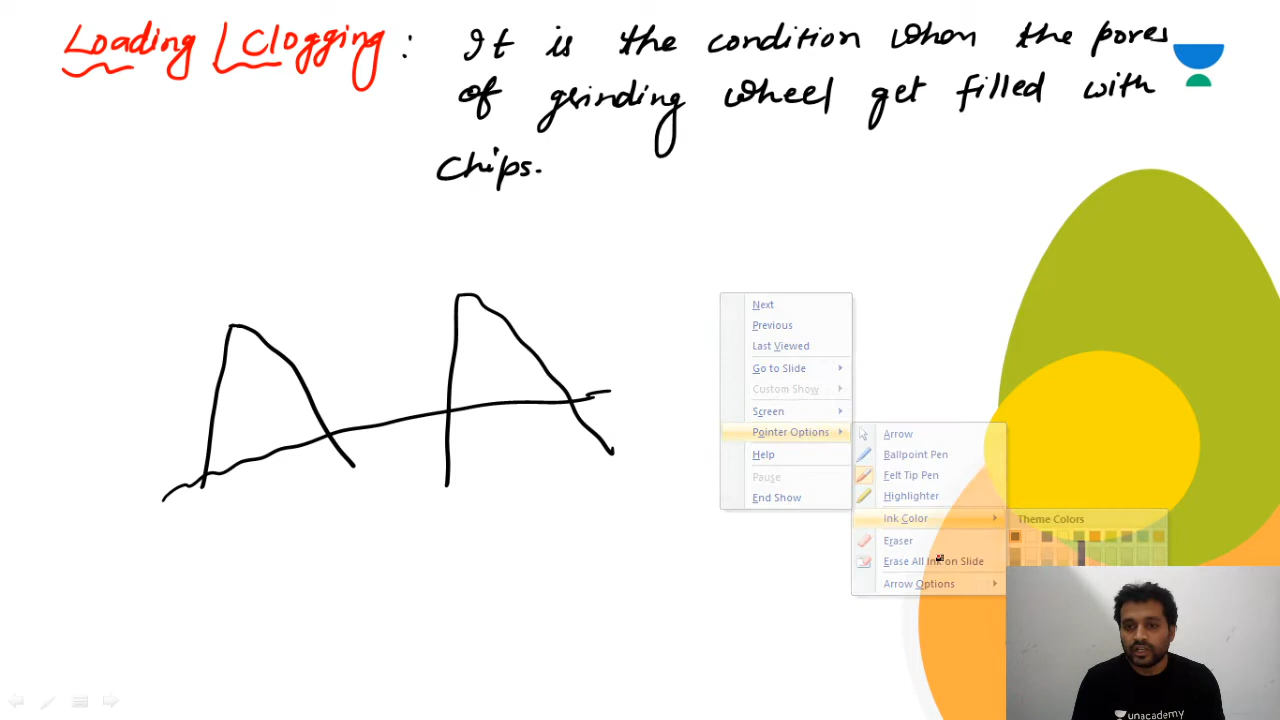 Loading / Clogging : It is the condition when the pores
of grinding wheel get filled with
chips.
Next
Previous
Last Viewed
Go to Slide
Custom Show
Screen
Pointer Options
Help
Pause
End Show
Arrow
Ballpoint Pen
Felt Tip Pen
Highlighter
Ink Color
Eraser
Erase All Ink on Slide
Arrow Options
Theme Colors
unacademy